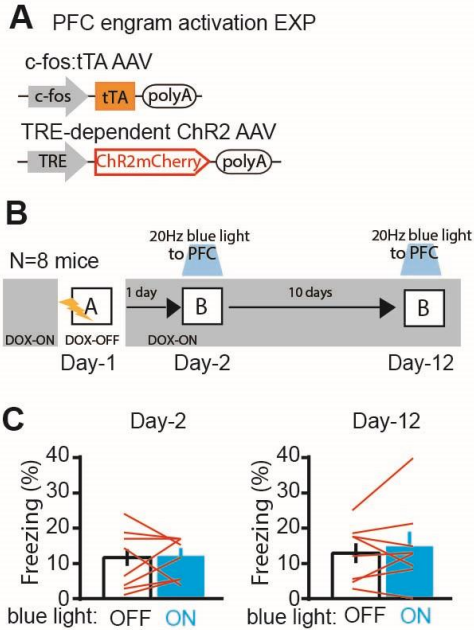 A PFC engram activation EXP
c-fos:tTA AAV
c-fos tTA polyA
TRE-dependent ChR2 AAV
TRE ChR2mCherry polyA
B
20Hz blue light
to PFC
20Hz blue light
to PFC
N=8 mice
A
1 day
B
10 days
B
DOX-ON
DOX-OFF
DOX-ON
Day-1
Day-2
Day-12
C
Day-2
Day-12
Freezing (%)
40
30
20
10
0
blue light: OFF ON
Freezing (%)
40
30
20
10
0
blue light: OFF ON